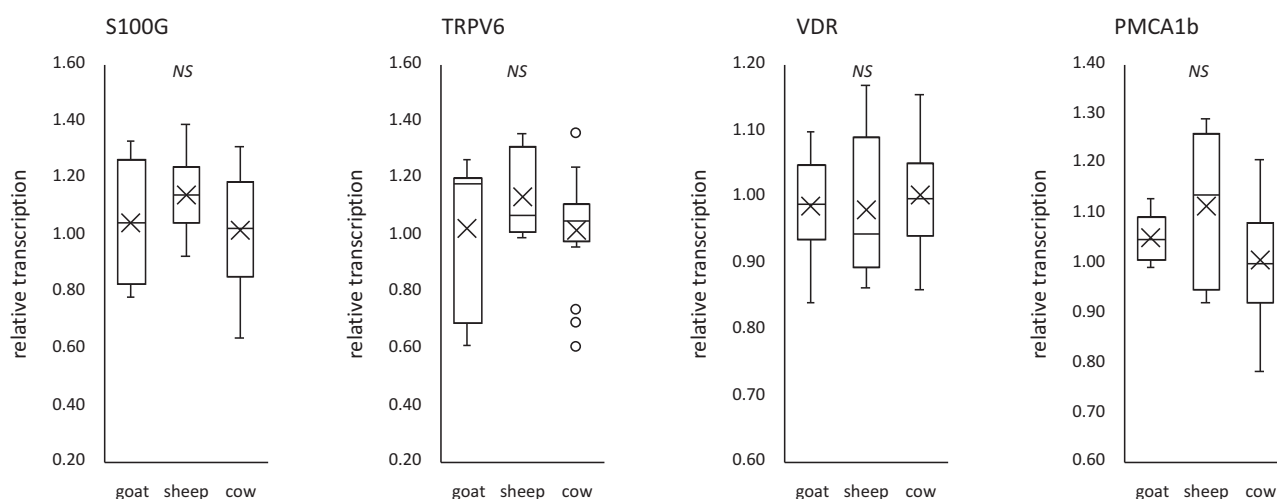 S100G
relative transcription
1.60
1.40
1.20
1.00
0.80
0.60
0.40
0.20
NS
goat sheep cow
TRPV6
relative transcription
1.60
1.40
1.20
1.00
0.80
0.60
0.40
0.20
NS
goat sheep cow
VDR
relative transcription
1.20
1.10
1.00
0.90
0.80
0.70
0.60
NS
goat sheep cow
PMCA1b
relative transcription
1.40
1.30
1.20
1.10
1.00
0.90
0.80
0.70
0.60
NS
goat sheep cow